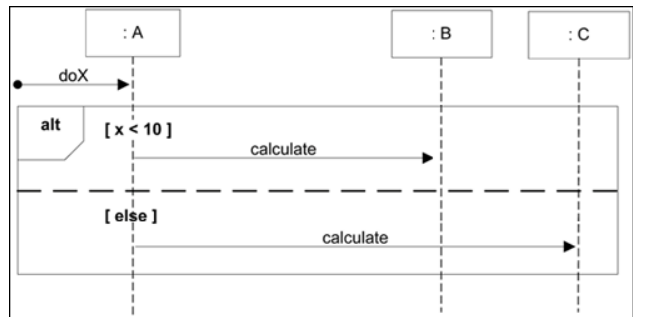 : A
: B
: C
doX
alt
[ x < 10 ]
calculate
[ else ]
calculate